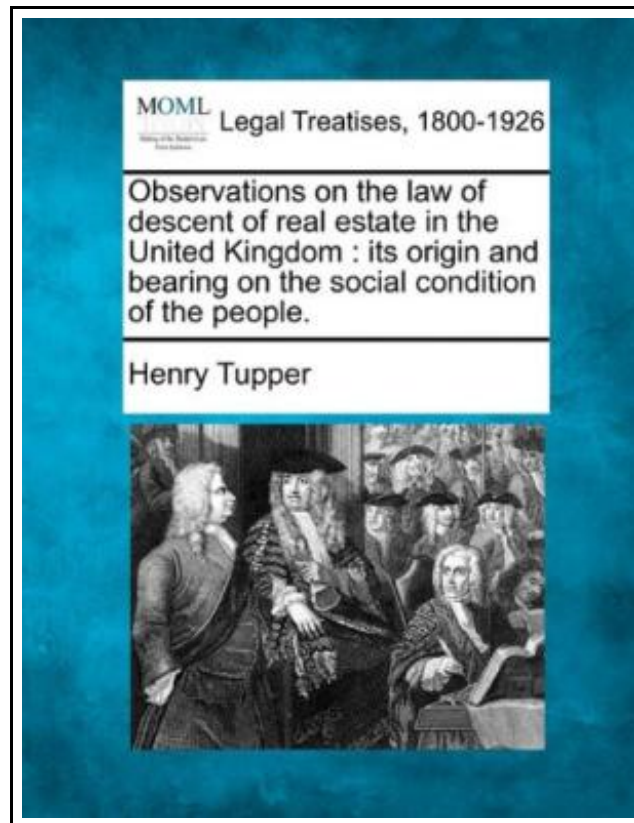 MOML
Legal Treatises, 1800-1926
Observations on the law of
descent of real estate in the
United Kingdom : its origin and
bearing on the social condition
of the people.
Henry Tupper